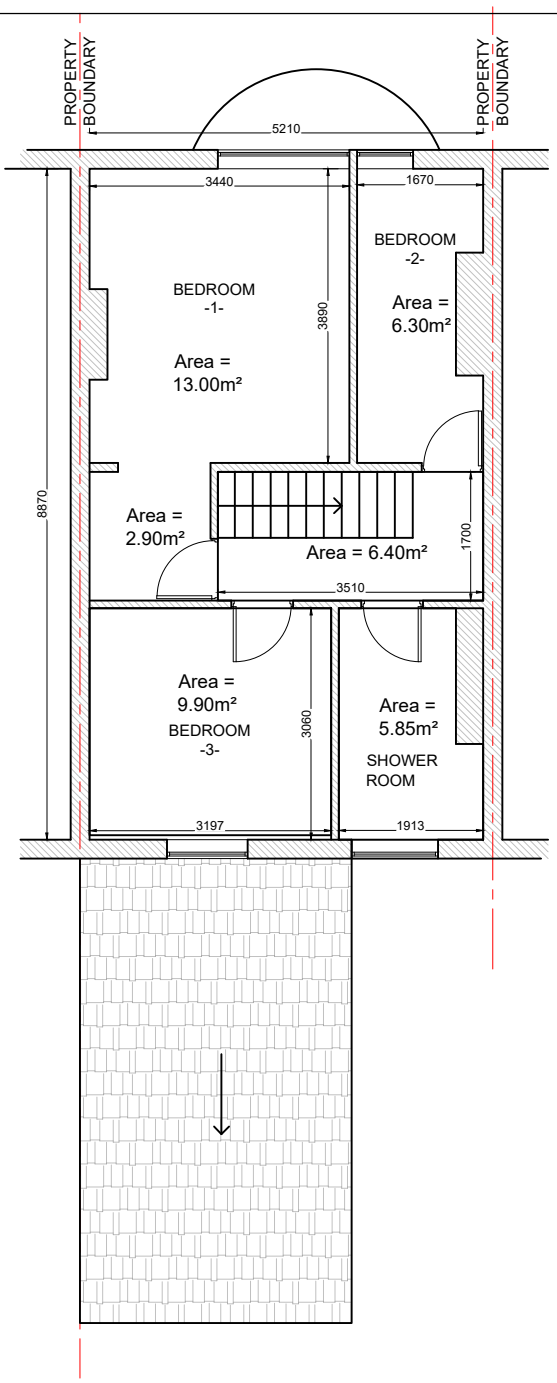 PROPERTY
BOUNDARY
PROPERTY
BOUNDARY
5210
3440
1670
BEDROOM
-1-
Area =
13.00m²
3890
BEDROOM
-2-
Area =
6.30m²
8870
Area =
2.90m²
Area = 6.40m²
1700
3510
Area =
9.90m²
BEDROOM
-3-
3060
Area =
5.85m²
SHOWER
ROOM
3197
1913